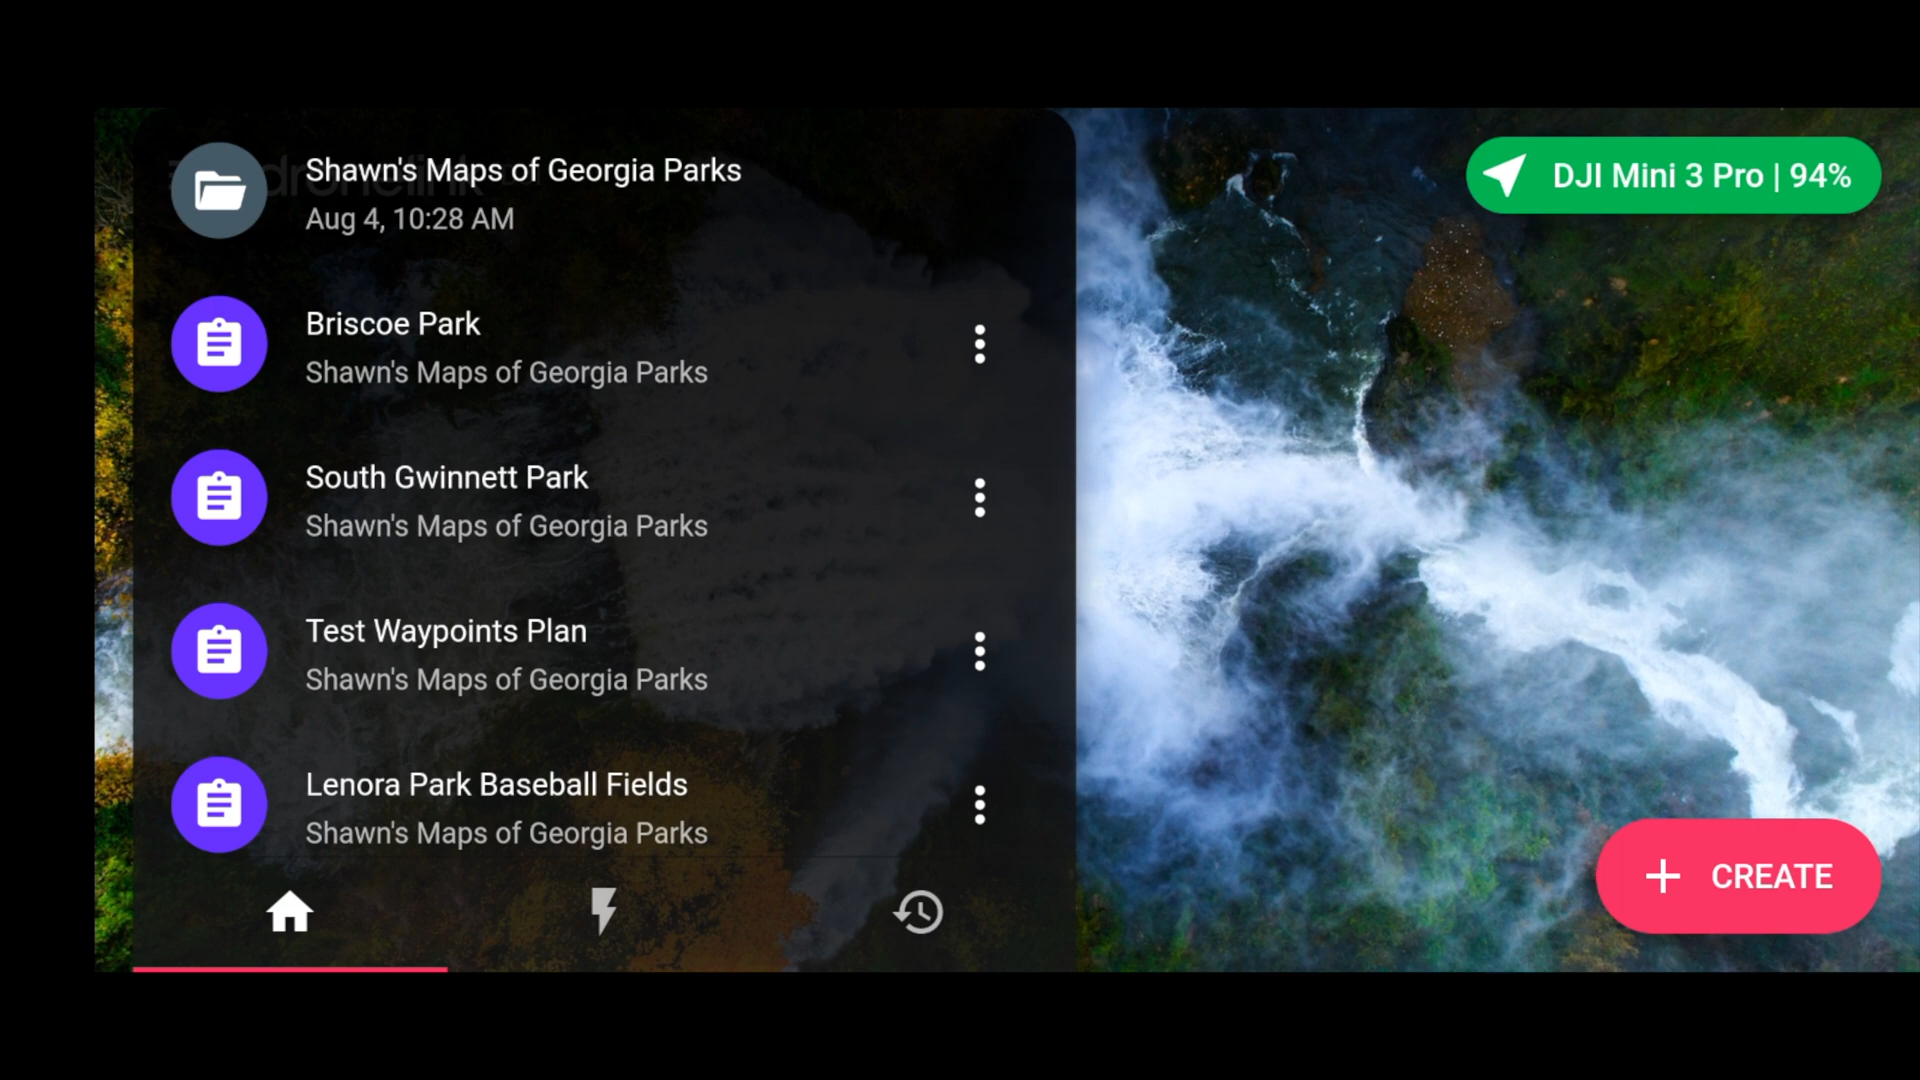 Shawn's Maps of Georgia Parks
Aug 4, 10:28 AM
Briscoe Park
Shawn's Maps of Georgia Parks
South Gwinnett Park
Shawn's Maps of Georgia Parks
Test Waypoints Plan
Shawn's Maps of Georgia Parks
Lenora Park Baseball Fields
Shawn's Maps of Georgia Parks
DJI Mini 3 Pro | 94%
CREATE